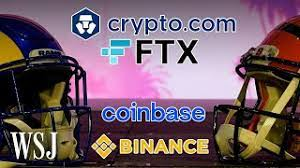 crypto.com
FTX
coinbase
BINANCE
WSJ